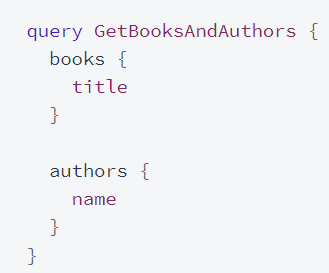 query GetBooksAndAuthors {
  books {
    title
  }

  authors {
    name
  }
}